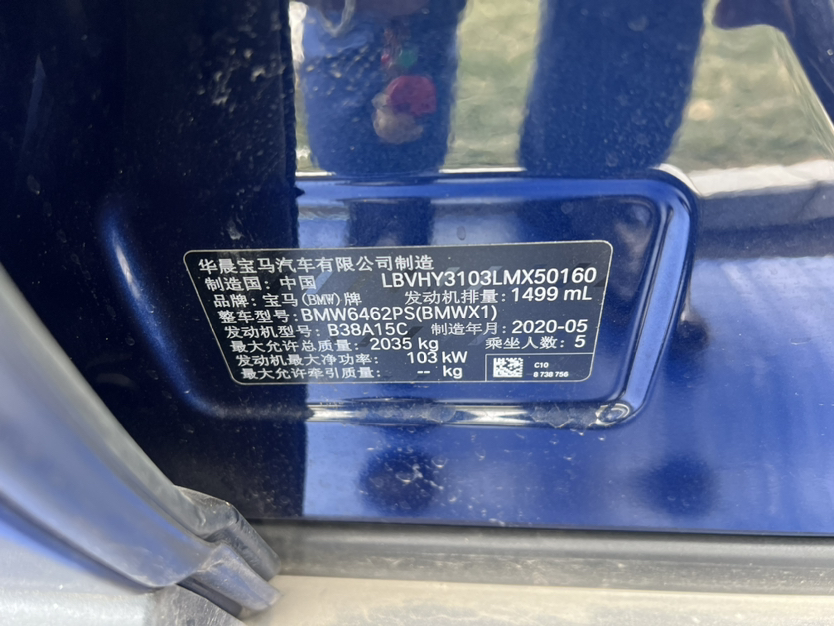 华晨宝马汽车有限公司制造
制造国：中国 LBVHY3103LMX50160
品牌：宝马(BMW)牌 发动机排量：1499 mL
整车型号：BMW6462PS(BMWX1)
发动机型号：B38A15C 制造年月：2020-05
最大允许总质量：2035 kg 乘坐人数：5
发动机最大净功率：103 kW
最大允许牵引质量：-- kg
C10
8 738 756